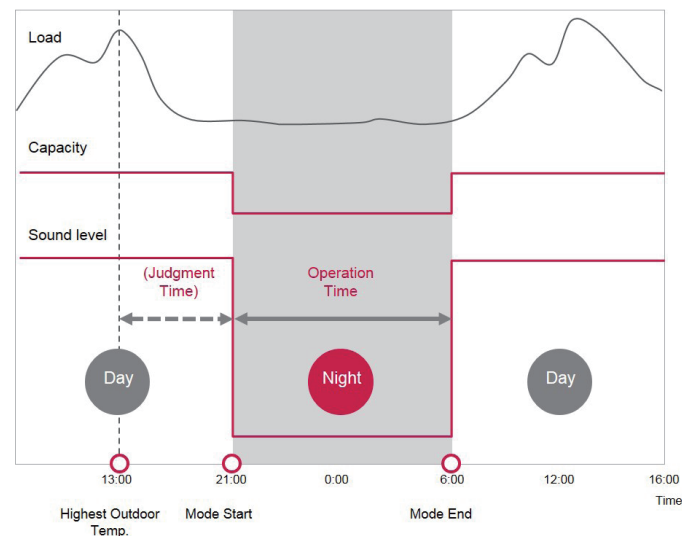 Load
Capacity
Sound level
(Judgment
Time)
Operation
Time
Day
Night
Day
13:00
21:00
0:00
6:00
12:00
16:00
Time
Highest Outdoor
Temp.
Mode Start
Mode End